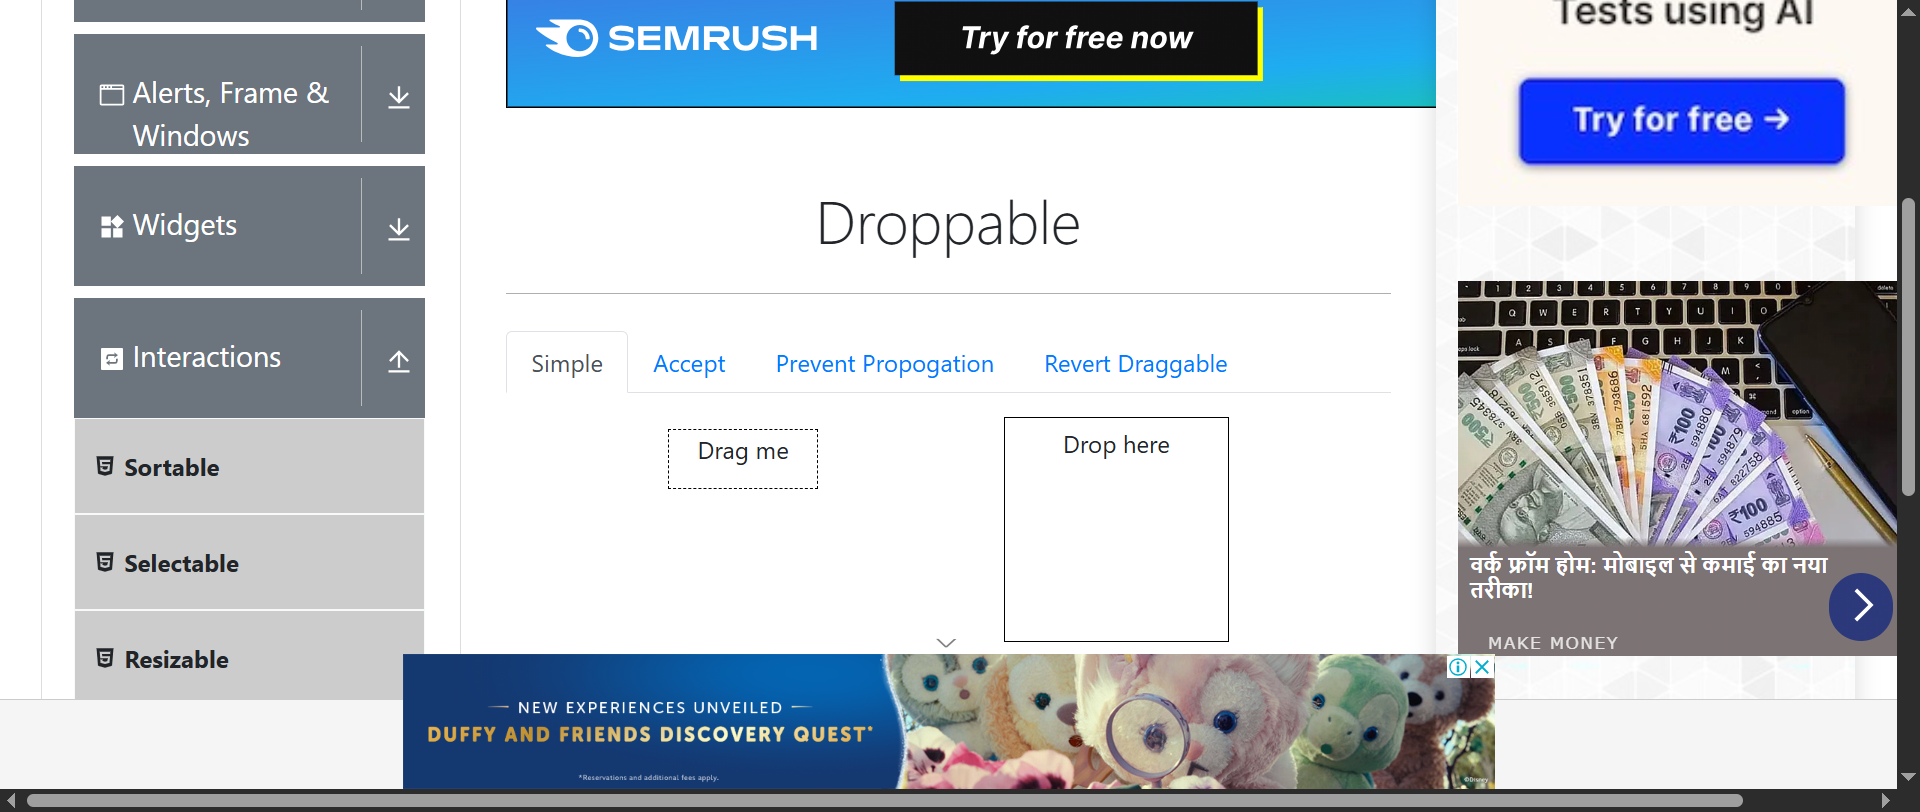 Alerts, Frame &
Windows
Widgets
Interactions
Sortable
Selectable
Resizable
SEMRUSH
Try for free now
Droppable
Simple
Accept
Prevent Propogation
Revert Draggable
Drag me
Drop here
NEW EXPERIENCES UNVEILED
DUFFY AND FRIENDS DISCOVERY QUEST*
*Reservations and additional fees apply.
©Disney
Tests using AI
Try for free →
वर्क फ्रॉम होम: मोबाइल से कमाई का नया
तरीका!
MAKE MONEY